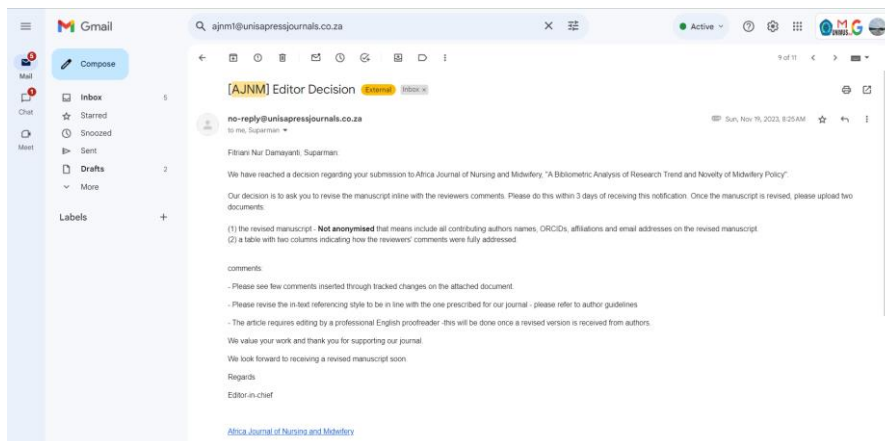 Gmail
ajnm1@unisapressjournals.co.za
Active
UNIMUS
5
Mail
1
Chat
Meet
Compose
Inbox 5
Starred
Snoozed
Sent
Drafts 2
More
Labels +
9 of 11
[AJNM] Editor Decision External Inbox x
no-reply@unisapressjournals.co.za Sun, Nov 19, 2023, 8:25 AM
to me, Suparman
Fitriani Nur Damayanti, Suparman:
We have reached a decision regarding your submission to Africa Journal of Nursing and Midwifery, "A Bibliometric Analysis of Research Trend and Novelty of Midwifery Policy".
Our decision is to ask you to revise the manuscript inline with the reviewers comments. Please do this within 3 days of receiving this notification. Once the manuscript is revised, please upload two
documents:
(1) the revised manuscript - Not anonymised that means include all contributing authors names, ORCIDs, affiliations and email addresses on the revised manuscript.
(2) a table with two columns indicating how the reviewers' comments were fully addressed
comments
- Please see few comments inserted through tracked changes on the attached document.
- Please revise the in-text referencing style to be in line with the one prescribed for our journal - please refer to author guidelines
- The article requires editing by a professional English proofreader -this will be done once a revised version is received from authors.
We value your work and thank you for supporting our journal
We look forward to receiving a revised manuscript soon
Regards
Editor-in-chief
Africa Journal of Nursing and Midwifery